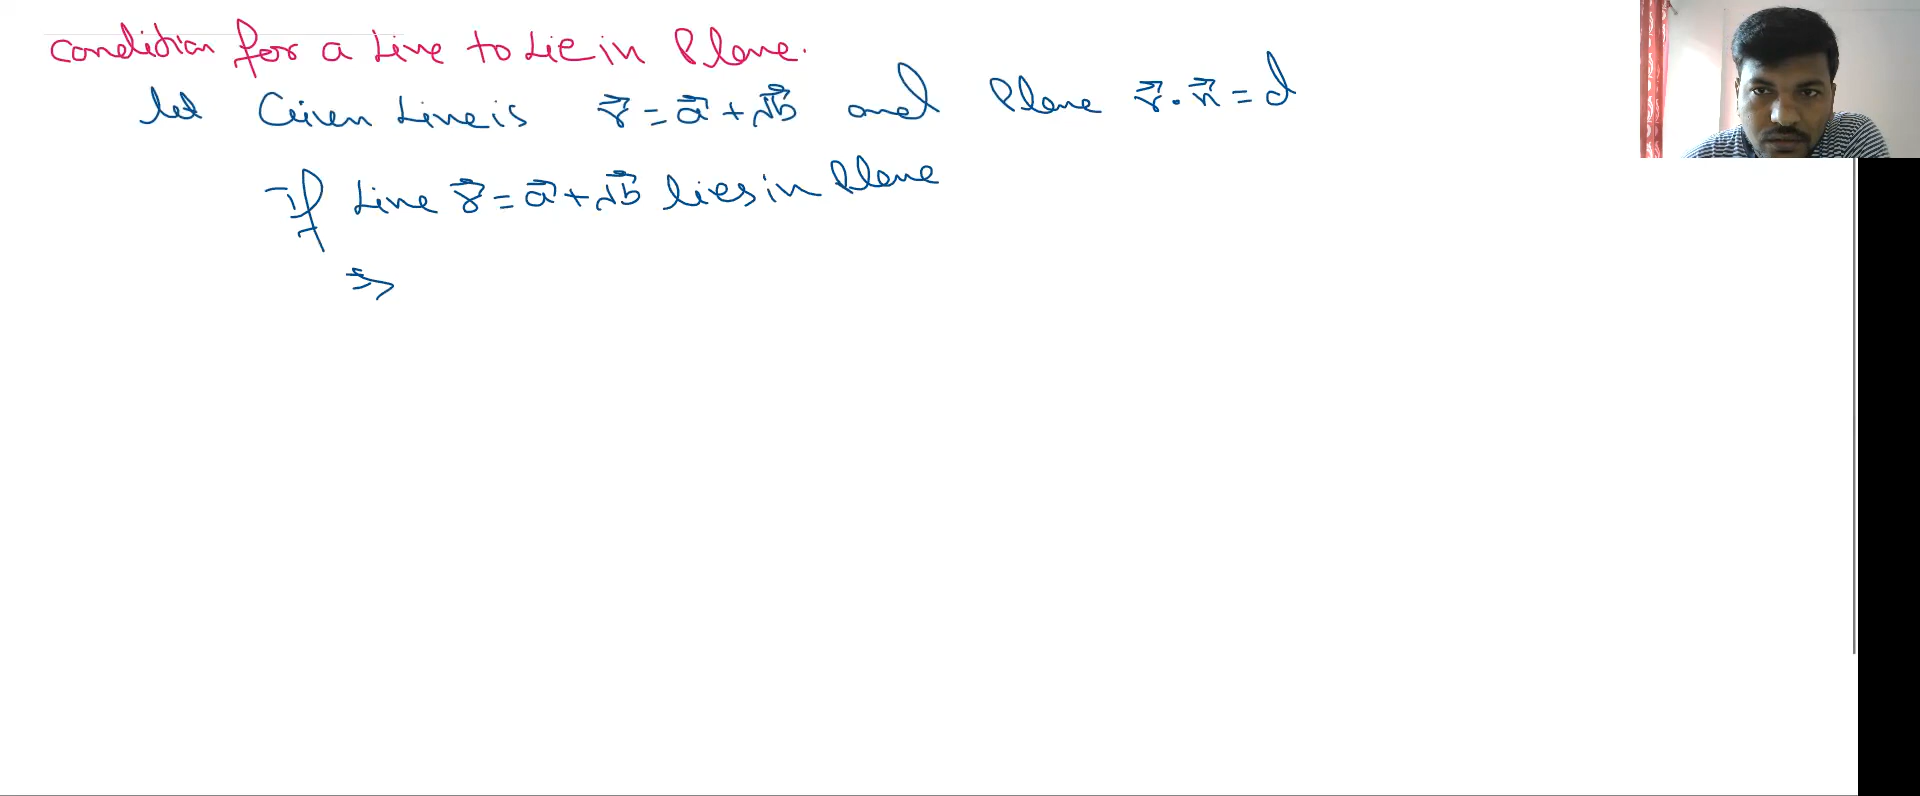 Condition for a Line to Lie in Plane.
let Given Line is r⃗ = a⃗ + λb⃗ and Plane r⃗ · n⃗ = d
If Line r⃗ = a⃗ + λb⃗ lies in Plane
⇒